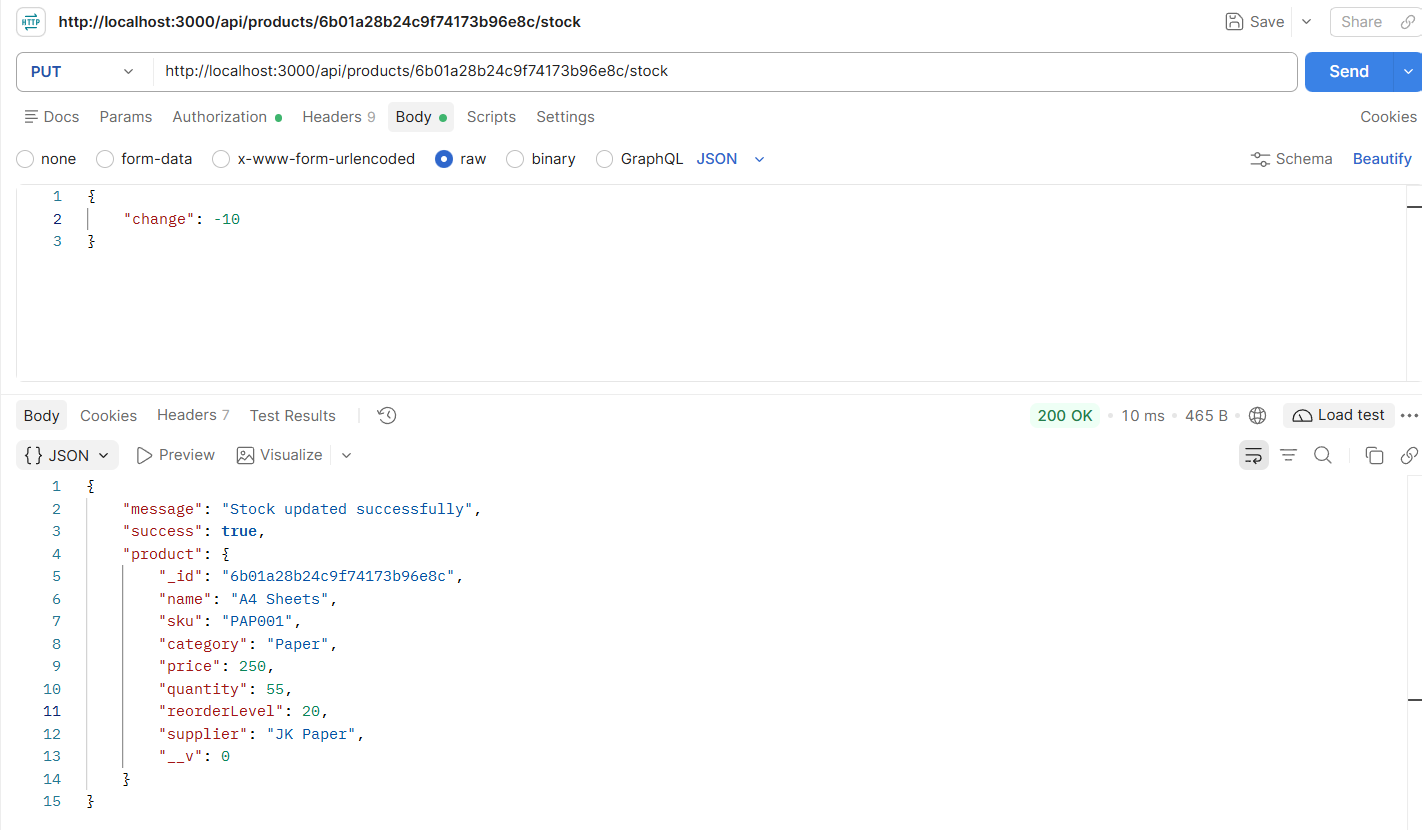 HTTP http://localhost:3000/api/products/6b01a28b24c9f74173b96e8c/stock Save Share
PUT http://localhost:3000/api/products/6b01a28b24c9f74173b96e8c/stock Send
Docs Params Authorization Headers 9 Body Scripts Settings Cookies
none form-data x-www-form-urlencoded raw binary GraphQL JSON Schema Beautify
1 {
2 "change": -10
3 }
Body Cookies Headers 7 Test Results 200 OK • 10 ms • 465 B • Load test •••
{} JSON Preview Visualize
1 {
2 "message": "Stock updated successfully",
3 "success": true,
4 "product": {
5 "_id": "6b01a28b24c9f74173b96e8c",
6 "name": "A4 Sheets",
7 "sku": "PAP001",
8 "category": "Paper",
9 "price": 250,
10 "quantity": 55,
11 "reorderLevel": 20,
12 "supplier": "JK Paper",
13 "__v": 0
14 }
15 }